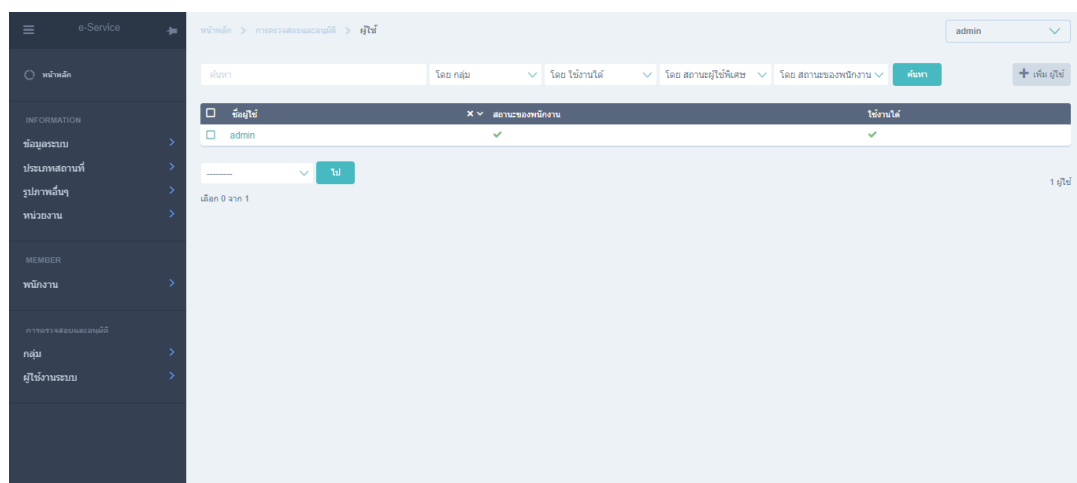 e-Service
หน้าหลัก > การตรวจสอบและอนุมัติ > ผู้ใช้
admin
หน้าหลัก
ค้นหา
โดย กลุ่ม
โดย ใช้งานได้
โดย สถานะผู้ใช้พิเศษ
โดย สถานะของพนักงาน
ค้นหา
เพิ่ม ผู้ใช้
ชื่อผู้ใช้
สถานะของพนักงาน
ใช้งานได้
admin
---------
ไป
1 ผู้ใช้
เลือก 0 จาก 1
INFORMATION
ข้อมูลระบบ
ประเภทสถานที่
รูปภาพอื่นๆ
หน่วยงาน
MEMBER
พนักงาน
การตรวจสอบและอนุมัติ
กลุ่ม
ผู้ใช้งานระบบ